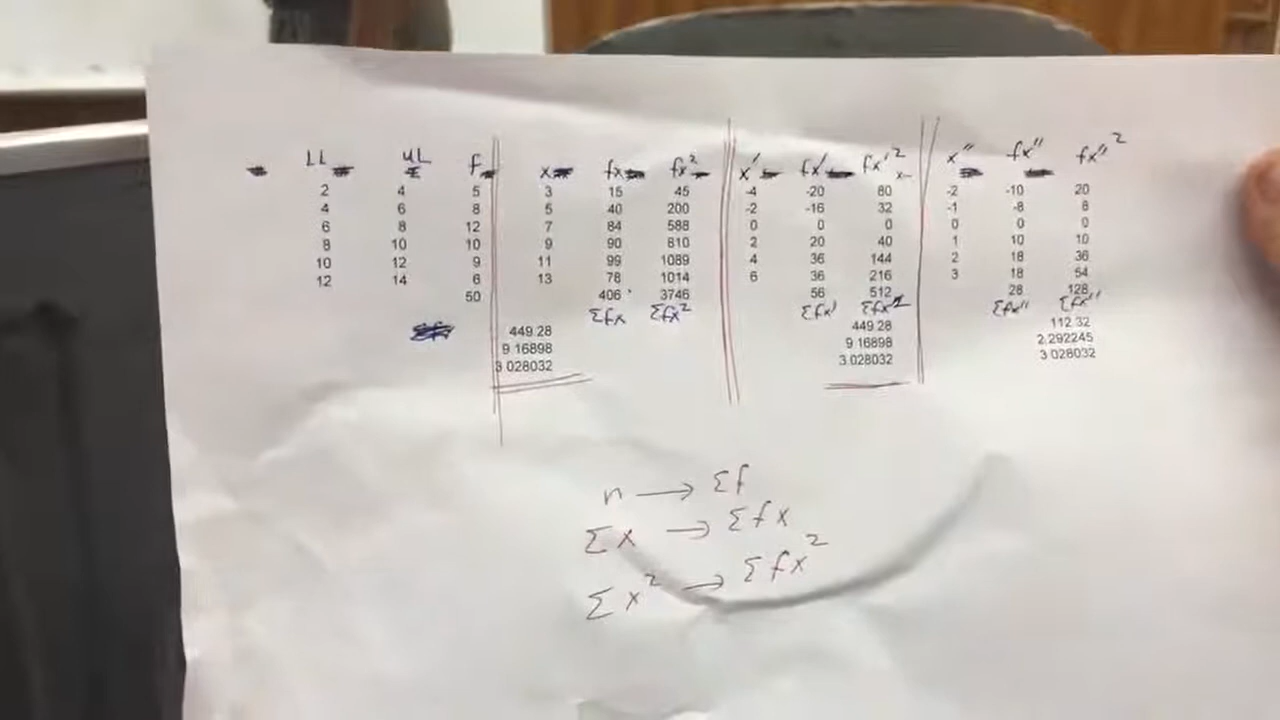 LL UL f x fx fx² x' fx' fx'² x'' fx'' fx''²
2 4 5 3 15 45 -4 -20 80 -2 -10 20
4 6 8 5 40 200 -2 -16 32 -1 -8 8
6 8 12 7 84 588 0 0 0 0 0 0
8 10 10 9 90 810 2 20 40 1 10 10
10 12 9 11 99 1089 4 36 144 2 18 36
12 14 6 13 78 1014 6 36 216 3 18 54
50 406 3746 56 512 28 128
Σfx Σfx² Σfx' Σfx'² Σfx'' Σfx''
449.28 449.28 112.32
9.16898 9.16898 2.292245
3.028032 3.028032 3.028032
n → Σf
Σx → Σfx
Σx² → Σfx²